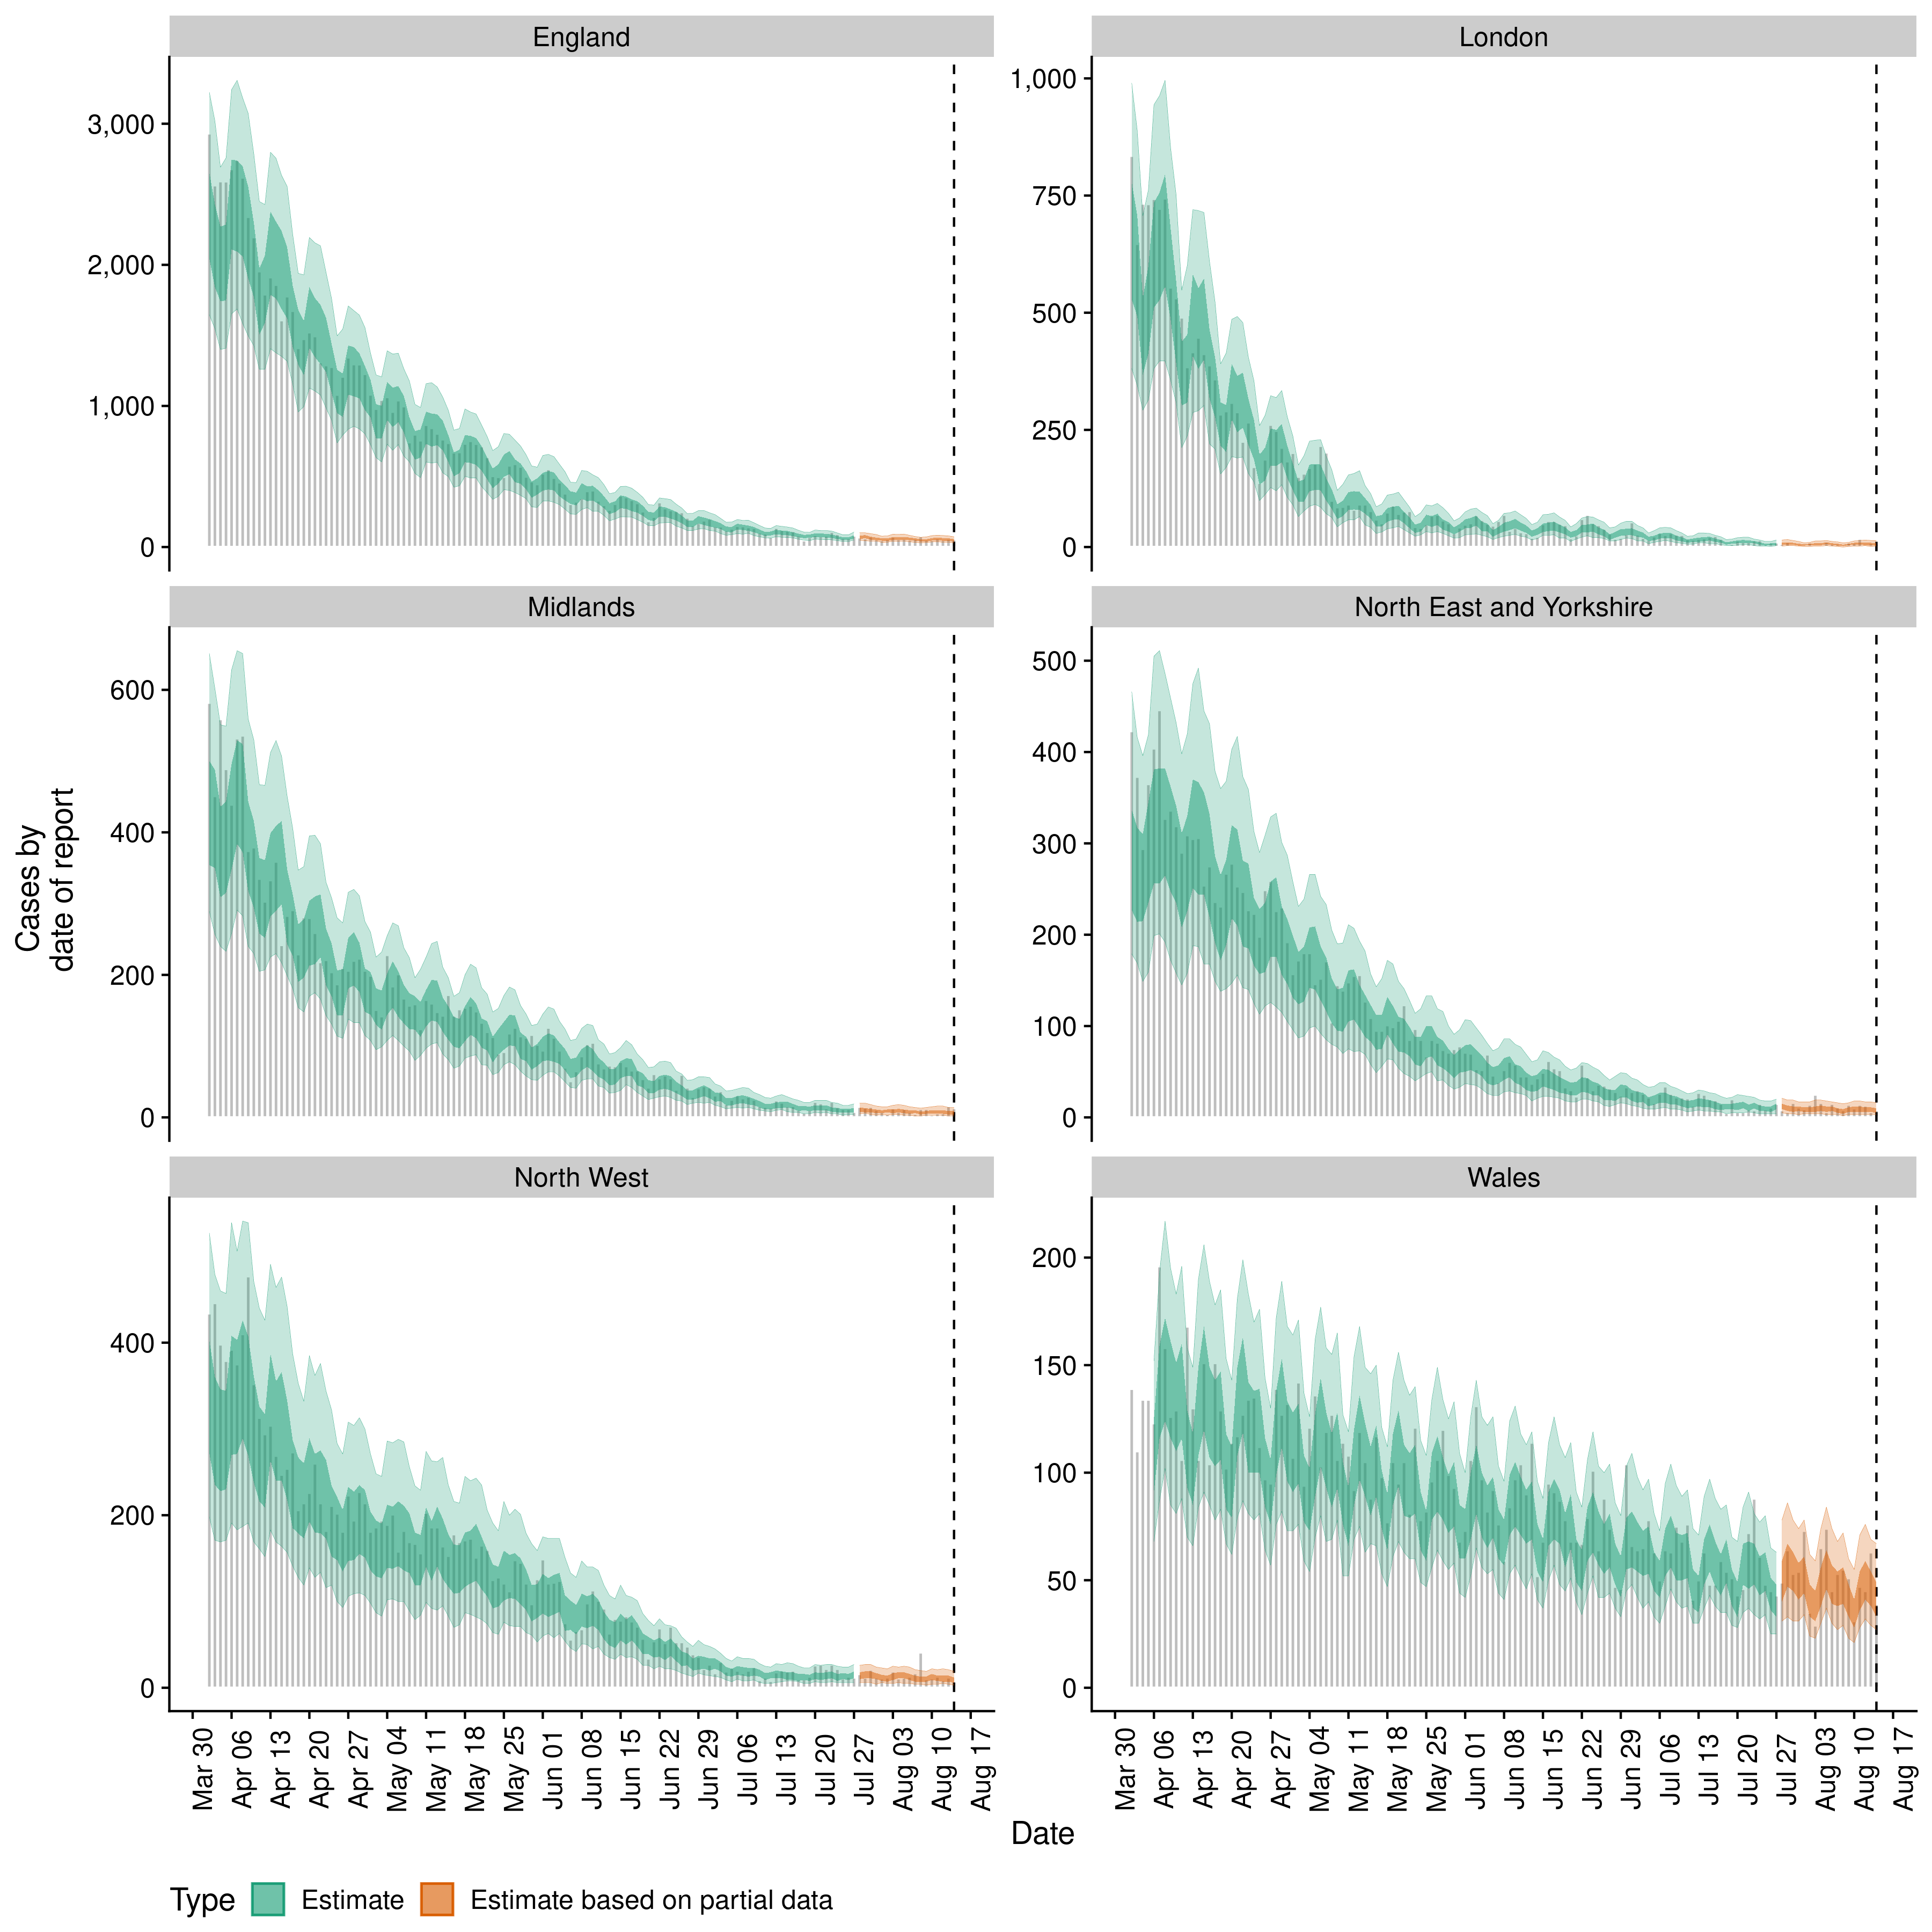 England
London
3,000
2,000
1,000
0
1,000
750
500
250
0
Midlands
North East and Yorkshire
600
400
200
0
500
400
300
200
100
0
Cases by
date of report
North West
Wales
400
200
0
200
150
100
50
0
Mar 30 Apr 06 Apr 13 Apr 20 Apr 27 May 04 May 11 May 18 May 25 Jun 01 Jun 08 Jun 15 Jun 22 Jun 29 Jul 06 Jul 13 Jul 20 Jul 27 Aug 03 Aug 10 Aug 17
Mar 30 Apr 06 Apr 13 Apr 20 Apr 27 May 04 May 11 May 18 May 25 Jun 01 Jun 08 Jun 15 Jun 22 Jun 29 Jul 06 Jul 13 Jul 20 Jul 27 Aug 03 Aug 10 Aug 17
Date
Type Estimate Estimate based on partial data